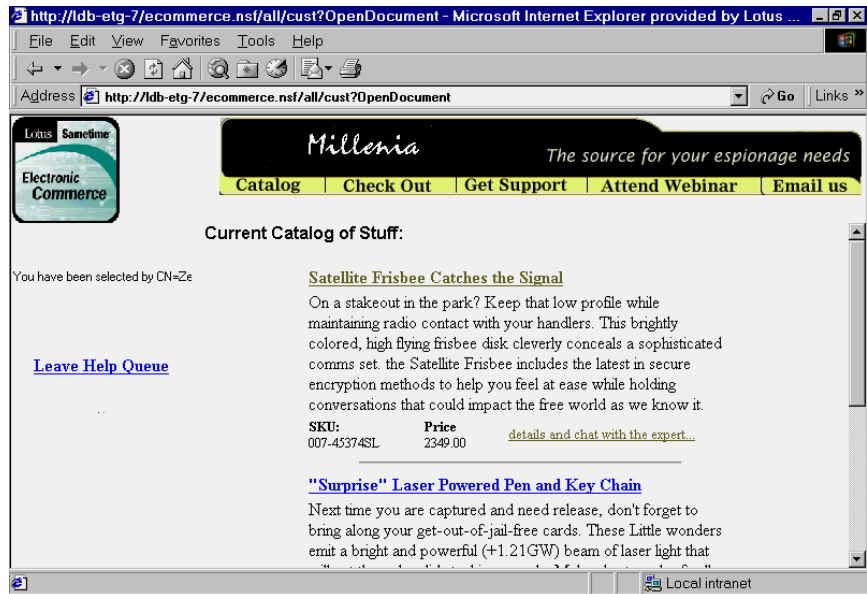 http://ldb-etg-7/ecommerce.nsf/all/cust?OpenDocument - Microsoft Internet Explorer provided by Lotus ...
File Edit View Favorites Tools Help
Address http://ldb-etg-7/ecommerce.nsf/all/cust?OpenDocument Go Links »
Lotus Sametime
Electronic
Commerce
Millenia
The source for your espionage needs
Catalog | Check Out | Get Support | Attend Webinar | Email us
Current Catalog of Stuff:
You have been selected by CN=Ze
Leave Help Queue
Satellite Frisbee Catches the Signal
On a stakeout in the park? Keep that low profile while
maintaining radio contact with your handlers. This brightly
colored, high flying frisbee disk cleverly conceals a sophisticated
comms set. the Satellite Frisbee includes the latest in secure
encryption methods to help you feel at ease while holding
conversations that could impact the free world as we know it.
SKU: Price
007-45374SL 2349.00 details and chat with the expert...
"Surprise" Laser Powered Pen and Key Chain
Next time you are captured and need release, don't forget to
bring along your get-out-of-jail-free cards. These Little wonders
emit a bright and powerful (+1.21GW) beam of laser light that
Local intranet